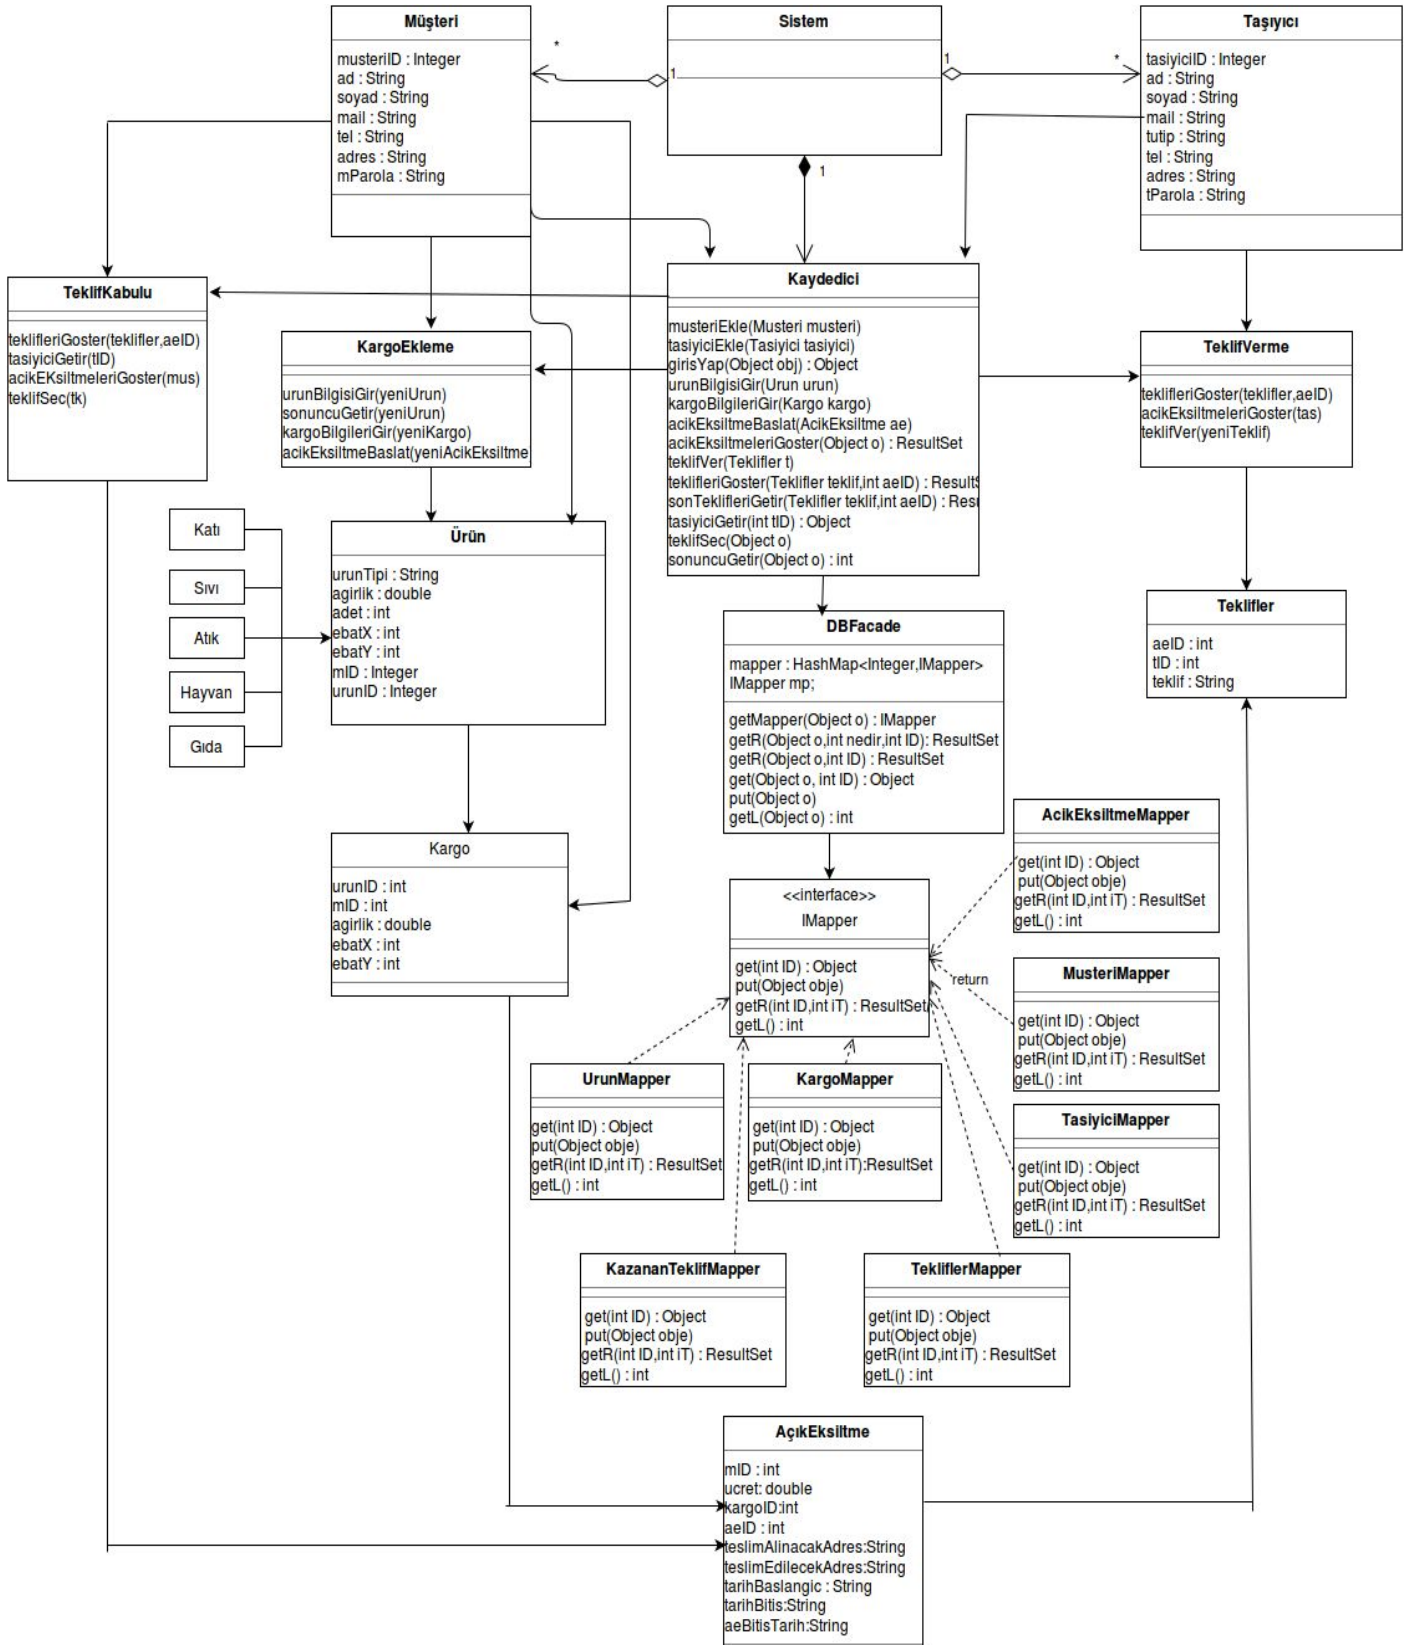 Müşteri
musteriID : Integer
ad : String
soyad : String
mail : String
tel : String
adres : String
mParola : String
Sistem
*
1
1
*
1
Taşıyıcı
tasiyiciID : Integer
ad : String
soyad : String
mail : String
tutip : String
tel : String
adres : String
tParola : String
TeklifKabulu
teklifleriGoster(teklifler,aeID)
tasiyiciGetir(tID)
acikEKsiltmeleriGoster(mus)
teklifSec(tk)
KargoEkleme
urunBilgisiGir(yeniUrun)
sonuncuGetir(yeniUrun)
kargoBilgileriGir(yeniKargo)
acikEksiltmeBaslat(yeniAcikEksiltme
Kaydedici
musteriEkle(Musteri musteri)
tasiyiciEkle(Tasiyici tasiyici)
girisYap(Object obj) : Object
urunBilgisiGir(Urun urun)
kargoBilgileriGir(Kargo kargo)
acikEksiltmeBaslat(AcikEksiltme ae)
acikEksiltmeleriGoster(Object o) : ResultSet
teklifVer(Teklifler t)
teklifleriGoster(Teklifler teklif,int aeID) : ResultS
sonTeklifleriGetir(Teklifler teklif,int aeID) : Resu
tasiyiciGetir(int tID) : Object
teklifSec(Object o)
sonuncuGetir(Object o) : int
TeklifVerme
teklifleriGoster(teklifler,aeID)
acikEksiltmeleriGoster(tas)
teklifVer(yeniTeklif)
Katı
Sıvı
Atık
Hayvan
Gıda
Ürün
urunTipi : String
agirlik : double
adet : int
ebatX : int
ebatY : int
mID : Integer
urunID : Integer
Teklifler
aeID : int
tID : int
teklif : String
DBFacade
mapper : HashMap<Integer,IMapper>
IMapper mp;
getMapper(Object o) : IMapper
getR(Object o,int nedir,int ID): ResultSet
getR(Object o,int ID) : ResultSet
get(Object o, int ID) : Object
put(Object o)
getL(Object o) : int
Kargo
urunID : int
mID : int
agirlik : double
ebatX : int
ebatY : int
<<interface>>
IMapper
get(int ID) : Object
put(Object obje)
getR(int ID,int iT) : ResultSet
getL() : int
return
AcikEksiltmeMapper
get(int ID) : Object
put(Object obje)
getR(int ID,int iT) : ResultSet
getL() : int
MusteriMapper
get(int ID) : Object
put(Object obje)
getR(int ID,int iT) : ResultSet
getL() : int
TasiyiciMapper
get(int ID) : Object
put(Object obje)
getR(int ID,int iT) : ResultSet
getL() : int
UrunMapper
get(int ID) : Object
put(Object obje)
getR(int ID,int iT) : ResultSet
getL() : int
KargoMapper
get(int ID) : Object
put(Object obje)
getR(int ID,int iT):ResultSet
getL() : int
KazananTeklifMapper
get(int ID) : Object
put(Object obje)
getR(int ID,int iT) : ResultSet
getL() : int
TekliflerMapper
get(int ID) : Object
put(Object obje)
getR(int ID,int iT) : ResultSet
getL() : int
AçıkEksiltme
mID : int
ucret: double
kargoID:int
aeID : int
teslimAlinacakAdres:String
teslimEdilecekAdres:String
tarihBaslangic : String
tarihBitis:String
aeBitisTarih:String